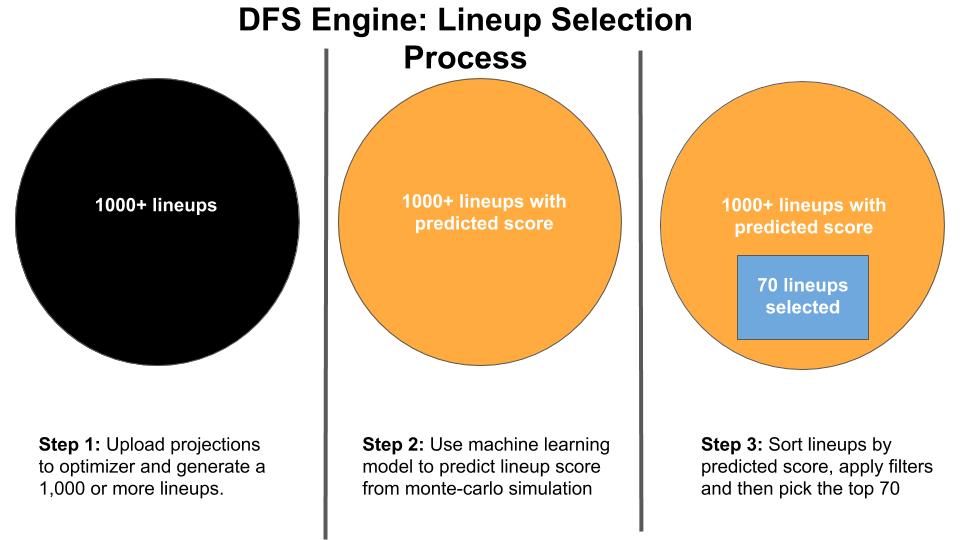 DFS Engine: Lineup Selection
Process
1000+ lineups
1000+ lineups with
predicted score
1000+ lineups with
predicted score
70 lineups
selected
Step 1: Upload projections
to optimizer and generate a
1,000 or more lineups.
Step 2: Use machine learning
model to predict lineup score
from monte-carlo simulation
Step 3: Sort lineups by
predicted score, apply filters
and then pick the top 70